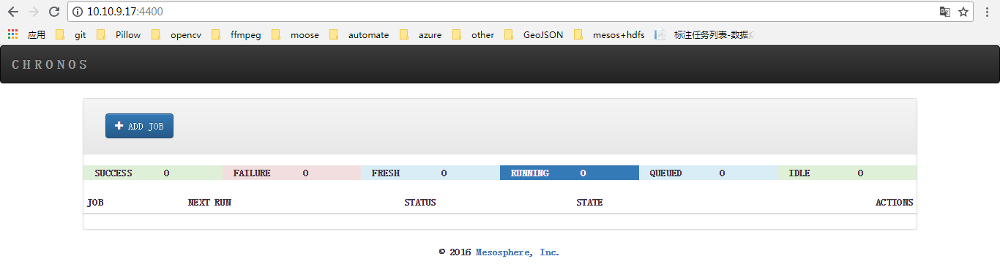 10.10.9.17:4400
应用 git Pillow opencv ffmpeg moose automate azure other GeoJSON mesos+hdfs 标注任务列表-数据
CHRONOS
ADD JOB
SUCCESS 0 FAILURE 0 FRESH 0 RUNNING 0 QUEUED 0 IDLE 0
JOB NEXT RUN STATUS STATE ACTIONS
© 2016 Mesosphere, Inc.